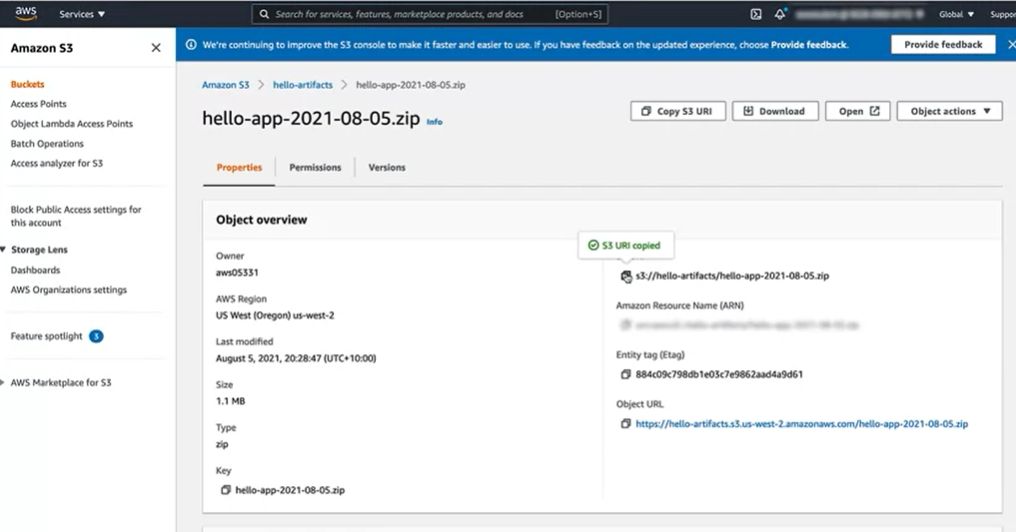 aws
Services ▼
Search for services, features, marketplace products, and docs
[Option+S]
Global ▼
Suppor
Amazon S3
We're continuing to improve the S3 console to make it faster and easier to use. If you have feedback on the updated experience, choose Provide feedback.
Provide feedback
Buckets
Access Points
Object Lambda Access Points
Batch Operations
Access analyzer for S3
Block Public Access settings for
this account
Storage Lens
Dashboards
AWS Organizations settings
Feature spotlight 3
AWS Marketplace for S3
Amazon S3 > hello-artifacts > hello-app-2021-08-05.zip
hello-app-2021-08-05.zip Info
Copy S3 URI
Download
Open
Object actions ▼
Properties
Permissions
Versions
Object overview
Owner
aws05331
AWS Region
US West (Oregon) us-west-2
Last modified
August 5, 2021, 20:28:47 (UTC+10:00)
Size
1.1 MB
Type
zip
Key
hello-app-2021-08-05.zip
S3 URI copied
s3://hello-artifacts/hello-app-2021-08-05.zip
Amazon Resource Name (ARN)
Entity tag (Etag)
884c09c798db1e03c7e9862aad4a9d61
Object URL
https://hello-artifacts.s3.us-west-2.amazonaws.com/hello-app-2021-08-05.zip